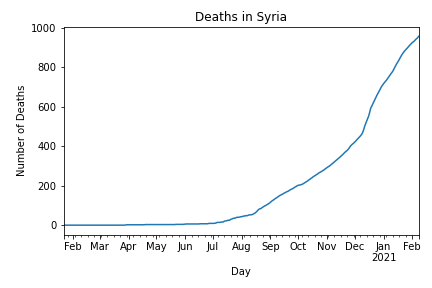 Deaths in Syria
1000
800
600
400
200
0
Number of Deaths
Feb Mar Apr May Jun Jul Aug Sep Oct Nov Dec Jan Feb
2021
Day